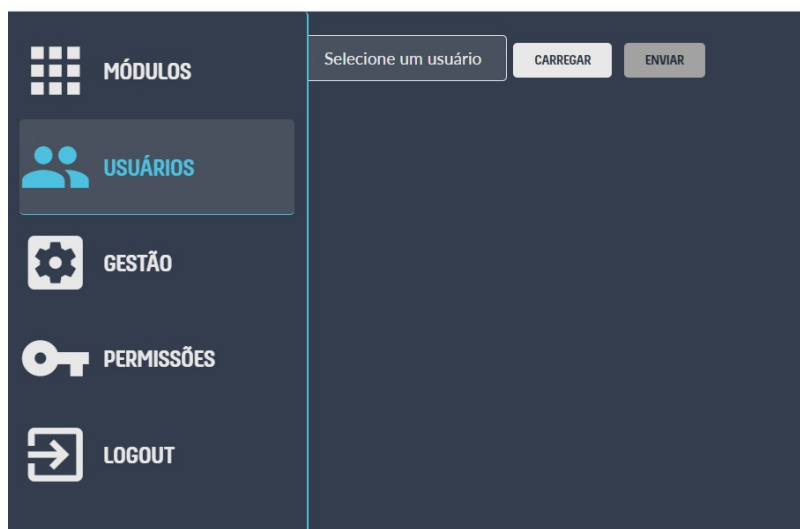 MÓDULOS
USUÁRIOS
GESTÃO
PERMISSÕES
LOGOUT
Selecione um usuário
CARREGAR
ENVIAR